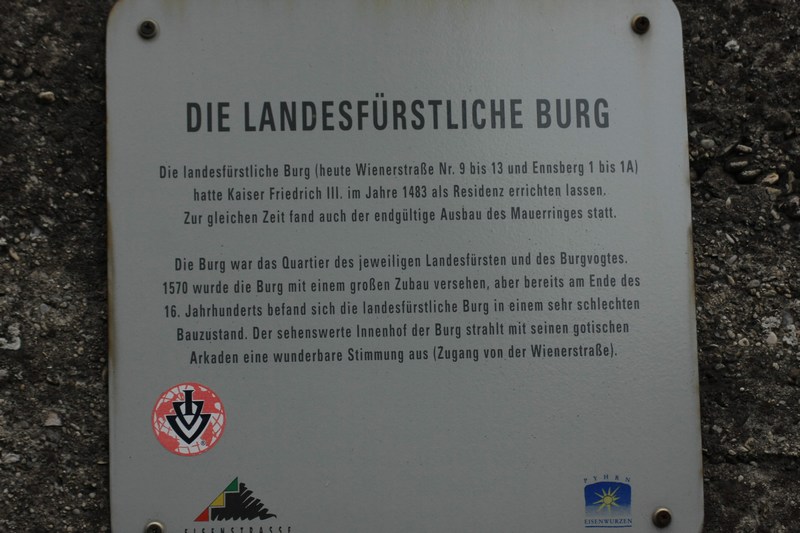 DIE LANDESFÜRSTLICHE BURG
Die landesfürstliche Burg (heute Wienerstraße Nr. 9 bis 13 und Ennsberg 1 bis 1A)
hatte Kaiser Friedrich III. im Jahre 1483 als Residenz errichten lassen.
Zur gleichen Zeit fand auch der endgültige Ausbau des Mauerringes statt.
Die Burg war das Quartier des jeweiligen Landesfürsten und des Burgvogtes.
1570 wurde die Burg mit einem großen Zubau versehen, aber bereits am Ende des
16. Jahrhunderts befand sich die landesfürstliche Burg in einem sehr schlechten
Bauzustand. Der sehenswerte Innenhof der Burg strahlt mit seinen gotischen
Arkaden eine wunderbare Stimmung aus (Zugang von der Wienerstraße).
IVV
EISENSTRASSE
PYHRN
EISENWURZEN